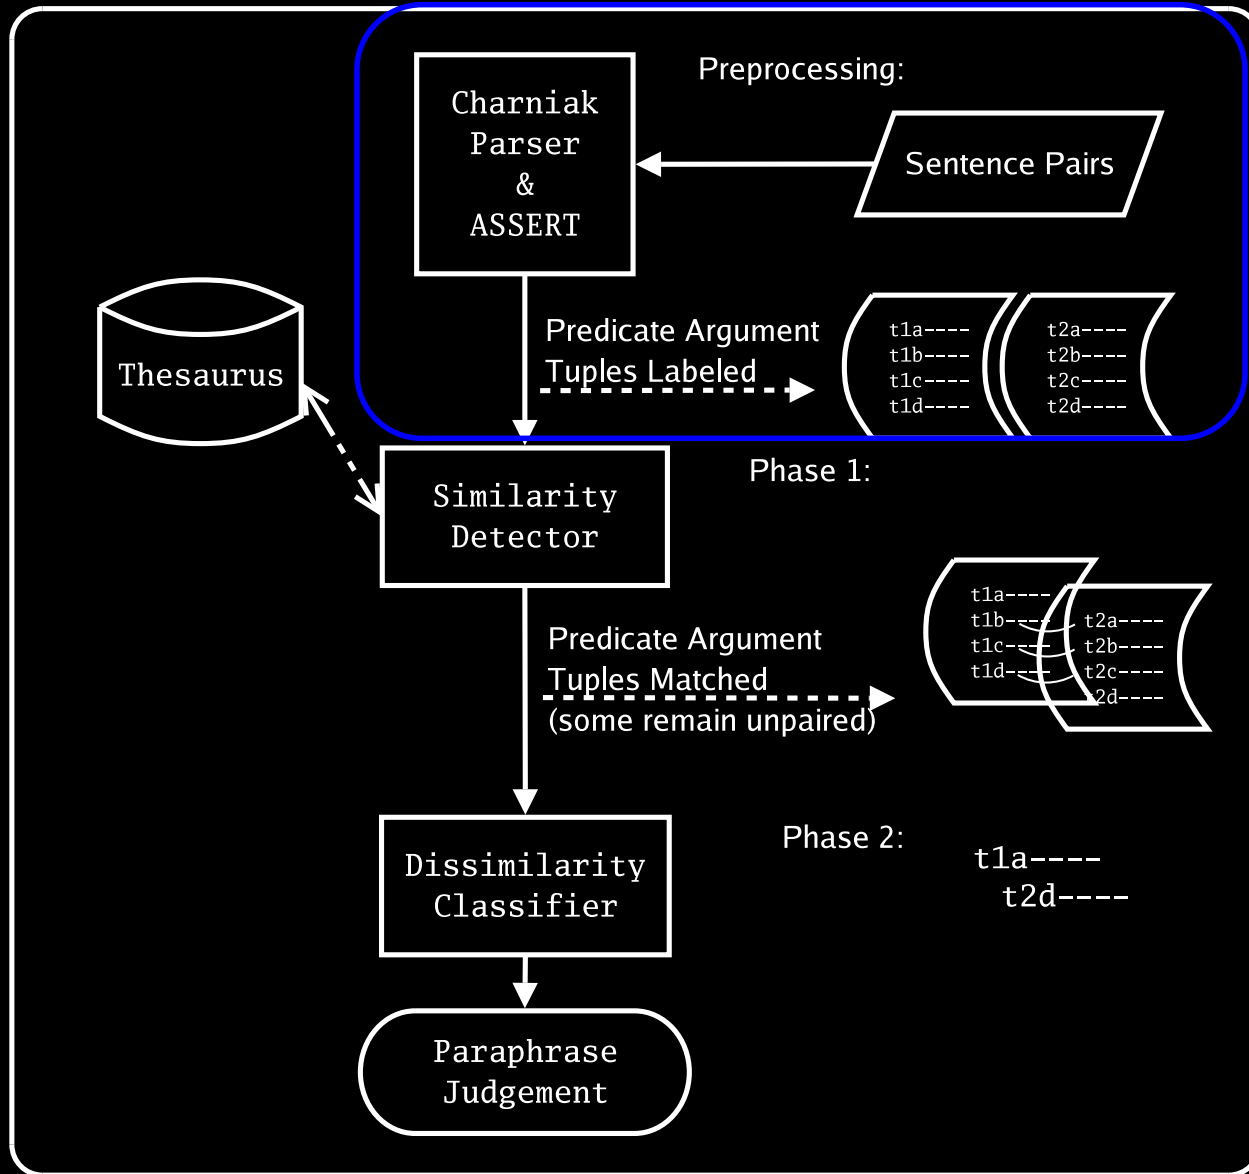 Preprocessing:
Charniak
Parser
&
ASSERT
Sentence Pairs
Thesaurus
Predicate Argument
Tuples Labeled
t1a----
t1b----
t1c----
t1d----
t2a----
t2b----
t2c----
t2d----
Phase 1:
Similarity
Detector
Predicate Argument
Tuples Matched
(some remain unpaired)
t1a----
t1b----
t1c----
t1d----
t2a----
t2b----
t2c----
t2d----
Phase 2:
Dissimilarity
Classifier
t1a----
t2d----
Paraphrase
Judgement